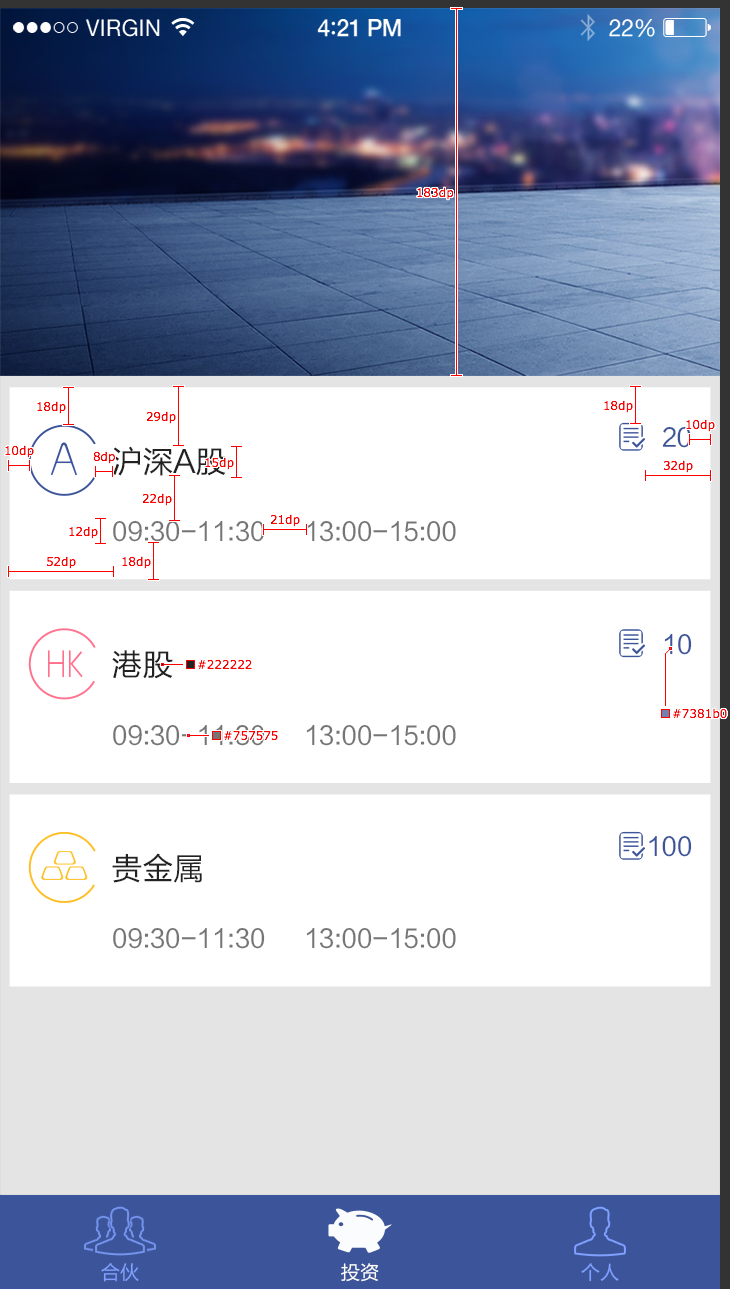 VIRGIN 4:21 PM 22%
183dp
18dp 29dp 18dp
10dp 8dp A 沪深A股 15dp 20 10dp
32dp
22dp
12dp 09:30-11:30 21dp 13:00-15:00
52dp 18dp
HK 港股 #222222 10
#7381b0
09:30-11:30 #757575 13:00-15:00
贵金属 100
09:30-11:30 13:00-15:00
合伙 投资 个人